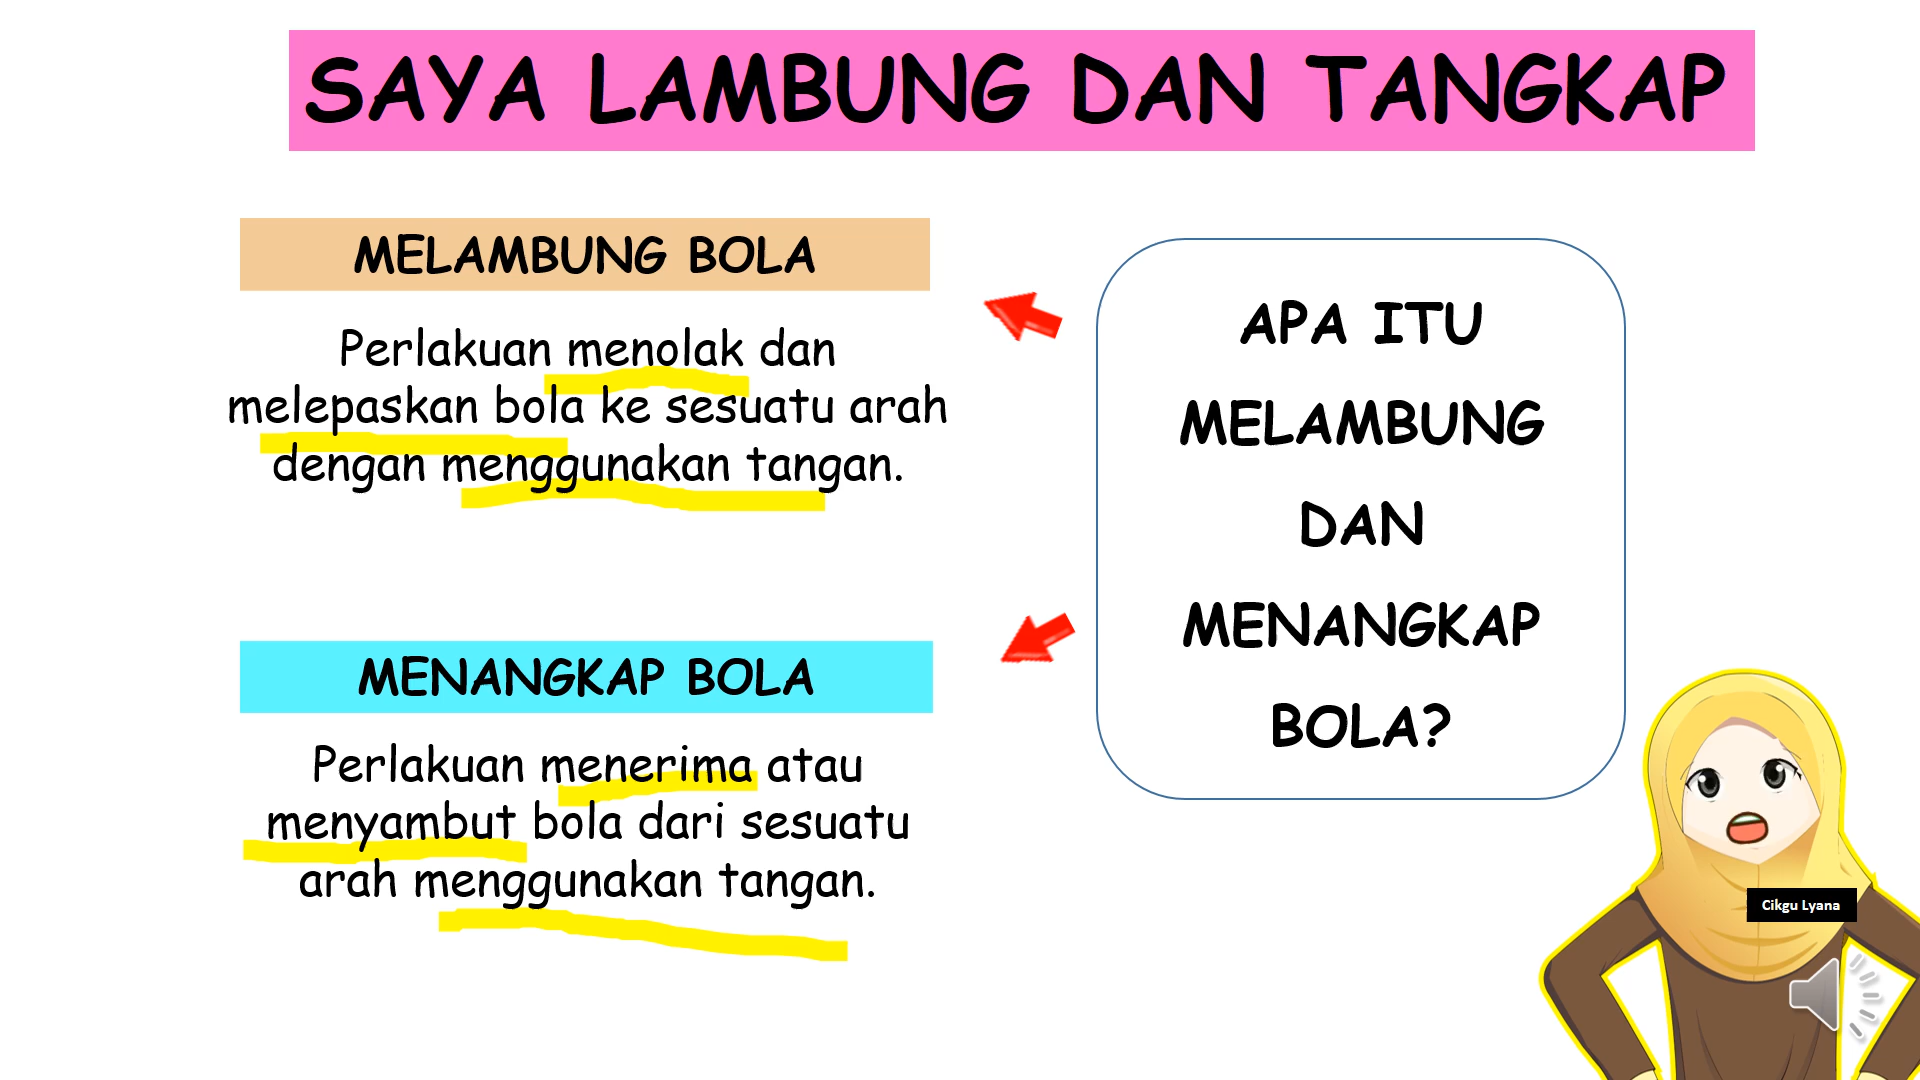 SAYA LAMBUNG DAN TANGKAP
MELAMBUNG BOLA
Perlakuan menolak dan
melepaskan bola ke sesuatu arah
dengan menggunakan tangan.
MENANGKAP BOLA
Perlakuan menerima atau
menyambut bola dari sesuatu
arah menggunakan tangan.
APA ITU
MELAMBUNG
DAN
MENANGKAP
BOLA?
Cikgu Lyana